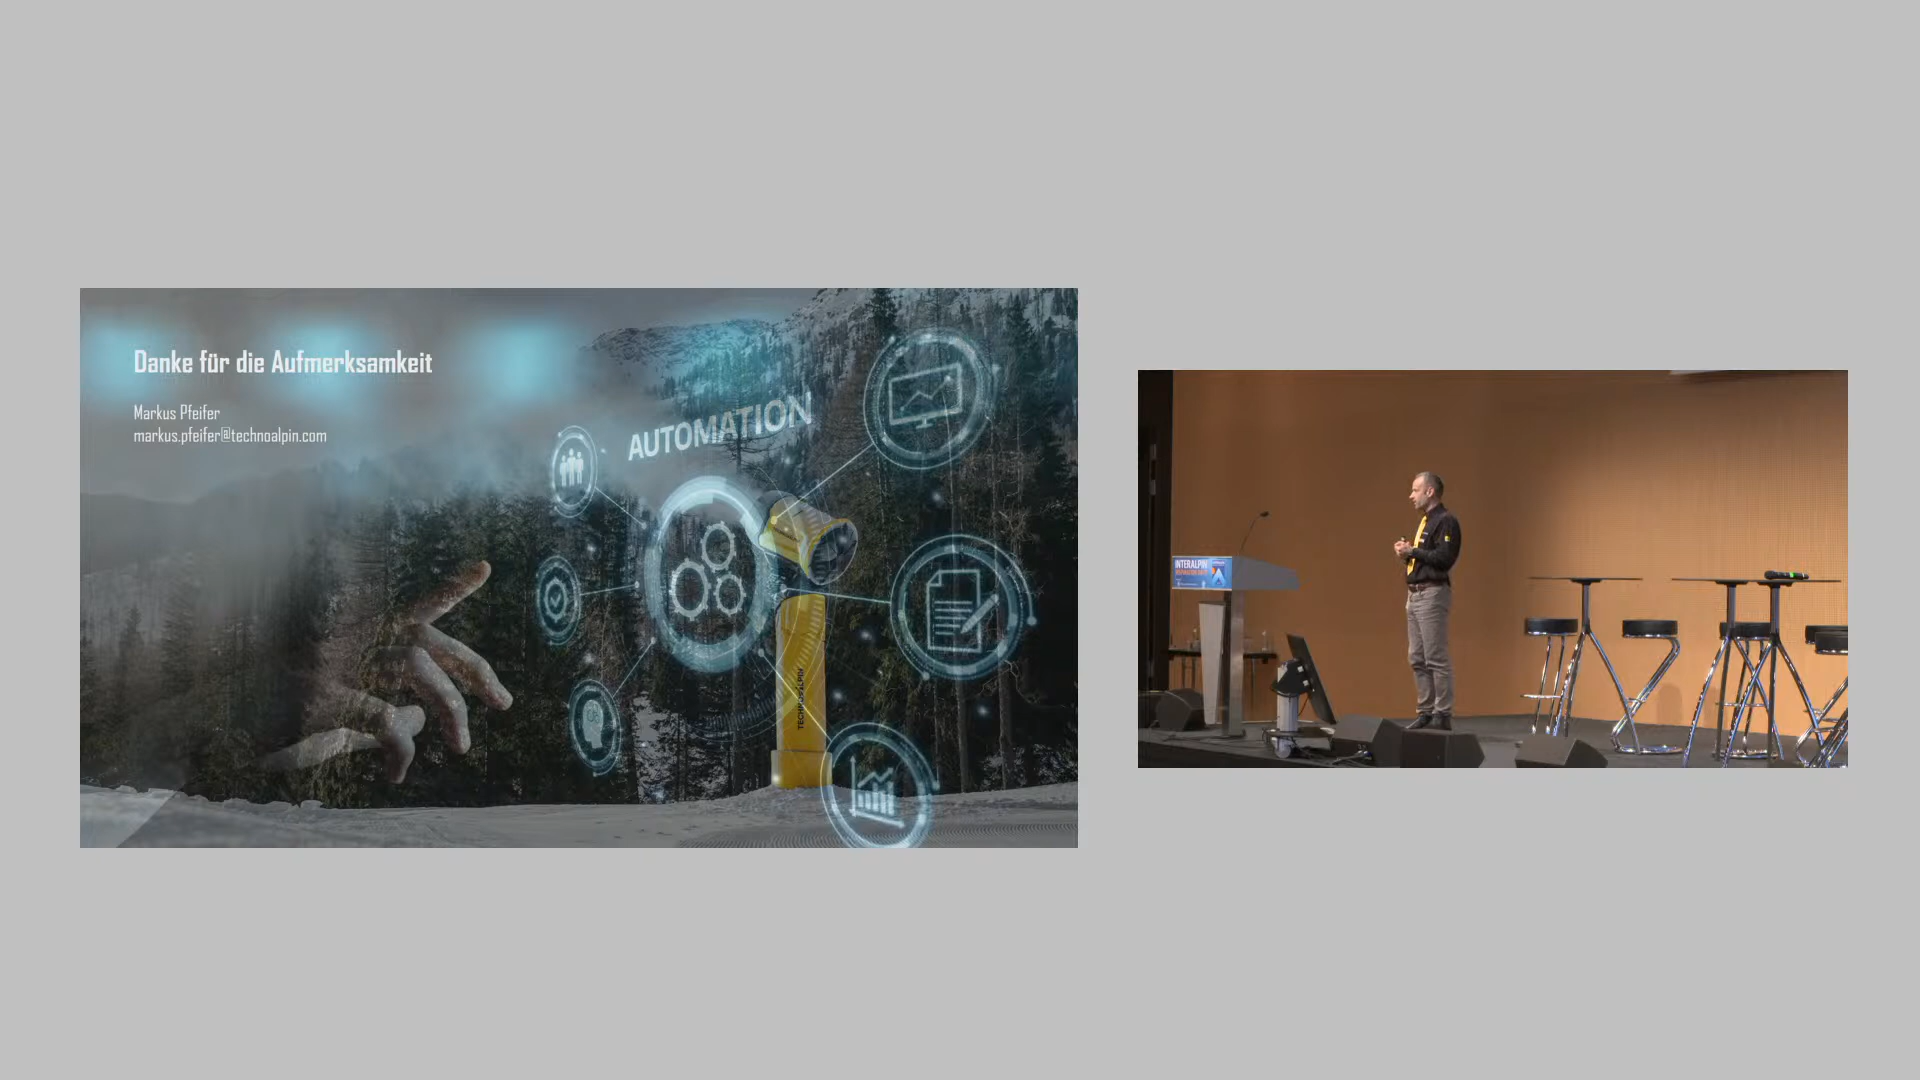 Danke für die Aufmerksamkeit
Markus Pfeifer
markus.pfeifer@technoalpin.com
AUTOMATION
TECHNOALPIN
INTERALPIN